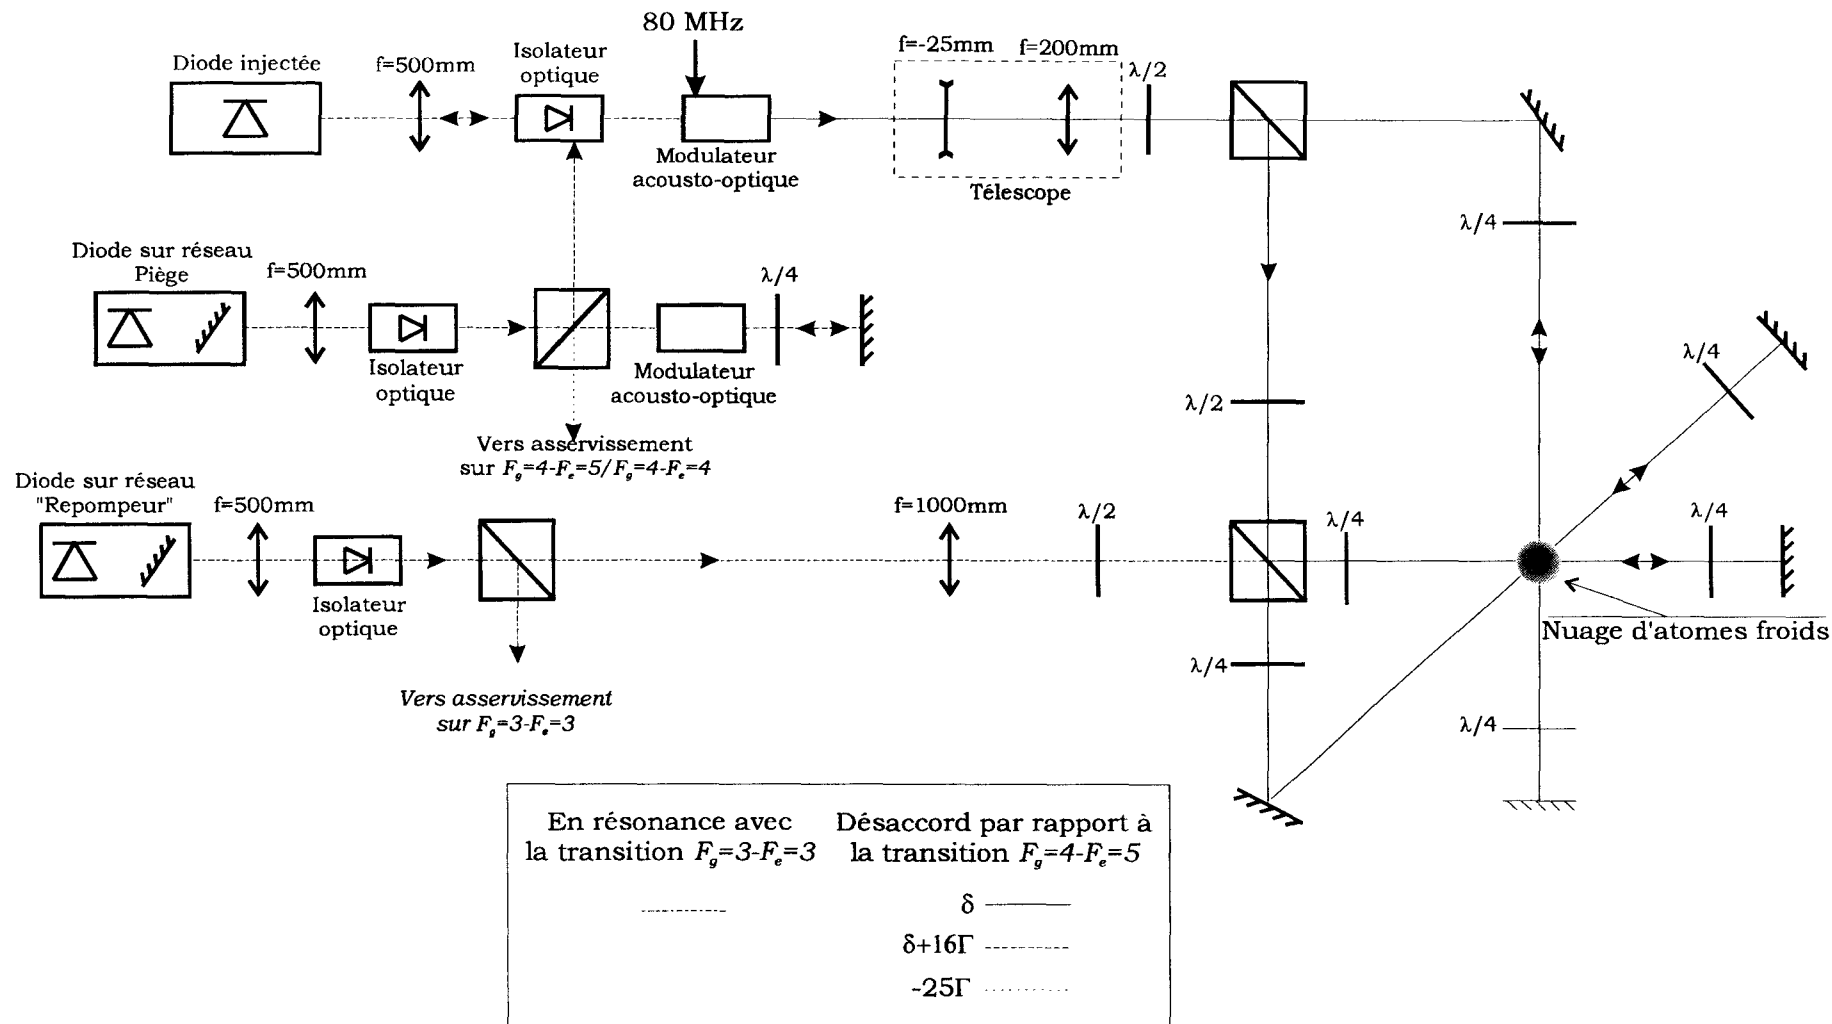 80 MHz
Diode injectée
f=500mm
Isolateur
optique
Modulateur
acousto-optique
f=-25mm
f=200mm
Télescope
λ/2
λ/4
Diode sur réseau
Piège
f=500mm
Isolateur
optique
Modulateur
acousto-optique
λ/4
λ/4
λ/2
Vers asservissement
sur Fg=4-Fe=5/Fg=4-Fe=4
Diode sur réseau
"Repompeur"
f=500mm
Isolateur
optique
f=1000mm
λ/2
λ/4
λ/4
Nuage d'atomes froids
λ/4
λ/4
Vers asservissement
sur Fg=3-Fe=3
En résonance avec
la transition Fg=3-Fe=3
Désaccord par rapport à
la transition Fg=4-Fe=5
δ
δ+16Γ
-25Γ